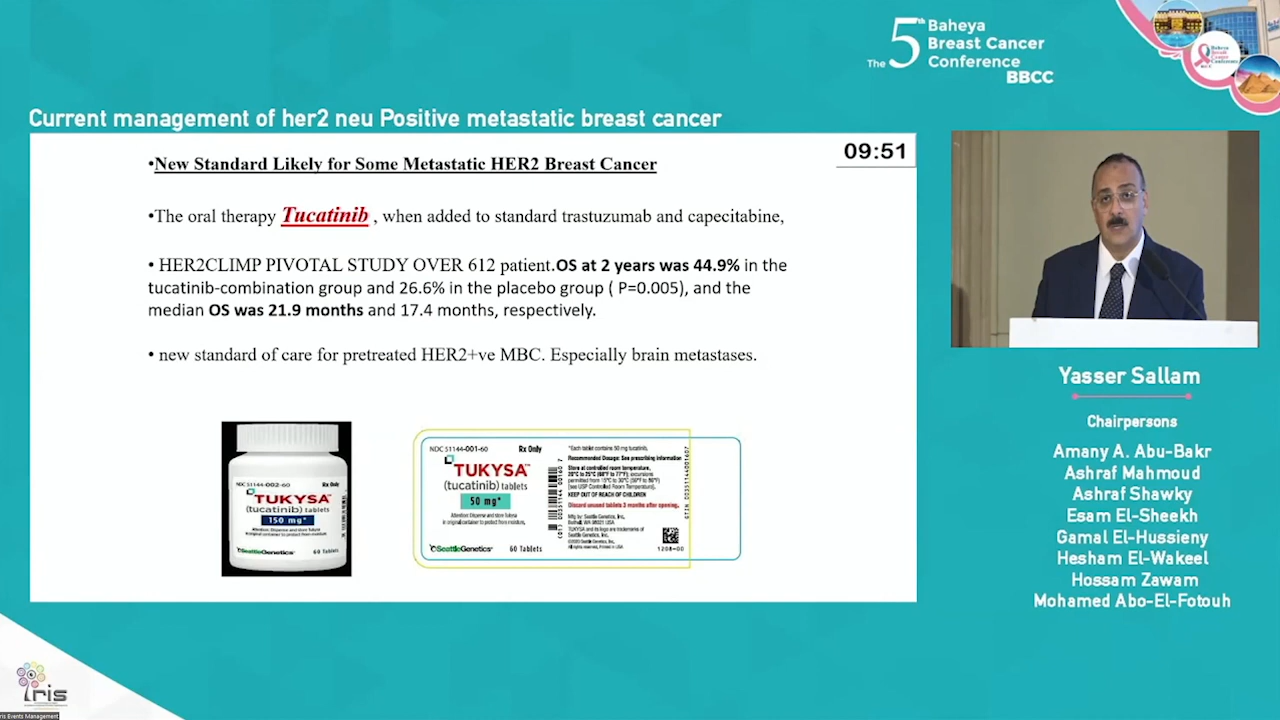 The 5th Baheya
Breast Cancer
Conference
BBCC
Current management of her2 neu Positive metastatic breast cancer
•New Standard Likely for Some Metastatic HER2 Breast Cancer
09:51
•The oral therapy Tucatinib , when added to standard trastuzumab and capecitabine,
• HER2CLIMP PIVOTAL STUDY OVER 612 patient.OS at 2 years was 44.9% in the
tucatinib-combination group and 26.6% in the placebo group ( P=0.005), and the
median OS was 21.9 months and 17.4 months, respectively.
• new standard of care for pretreated HER2+ve MBC. Especially brain metastases.
NDC 51144-002-60 Rx Only
TUKYSA™
(tucatinib) tablets
150 mg*
Attention: Dispense and store Tukysa
in original container to protect from moisture.
SeattleGenetics® 60 Tablets
NDC 51144-001-60 Rx Only
TUKYSA™
(tucatinib) tablets
50 mg*
Attention: Dispense and store Tukysa
in original container to protect from moisture.
SeattleGenetics® 60 Tablets
*Each tablet contains 50 mg tucatinib.
Recommended Dosage: See prescribing information
Store at controlled room temperature,
20°C to 25°C (68°F to 77°F); excursions
permitted from 15°C to 30°C (59°F to 86°F)
[see USP Controlled Room Temperature].
KEEP OUT OF REACH OF CHILDREN
Discard unused tablets 3 months after opening.
Mfg by: Seattle Genetics, Inc.
Bothell, WA 98021 USA
TUKYSA and its logo are trademarks of
Seattle Genetics, Inc.
©2020 Seattle Genetics, Inc.
All rights reserved. Printed in USA
1208-00
Yasser Sallam
Chairpersons
Amany A. Abu-Bakr
Ashraf Mahmoud
Ashraf Shawky
Esam El-Sheekh
Gamal El-Hussieny
Hesham El-Wakeel
Hossam Zawam
Mohamed Abo-El-Fotouh
Iris
Iris Events Management